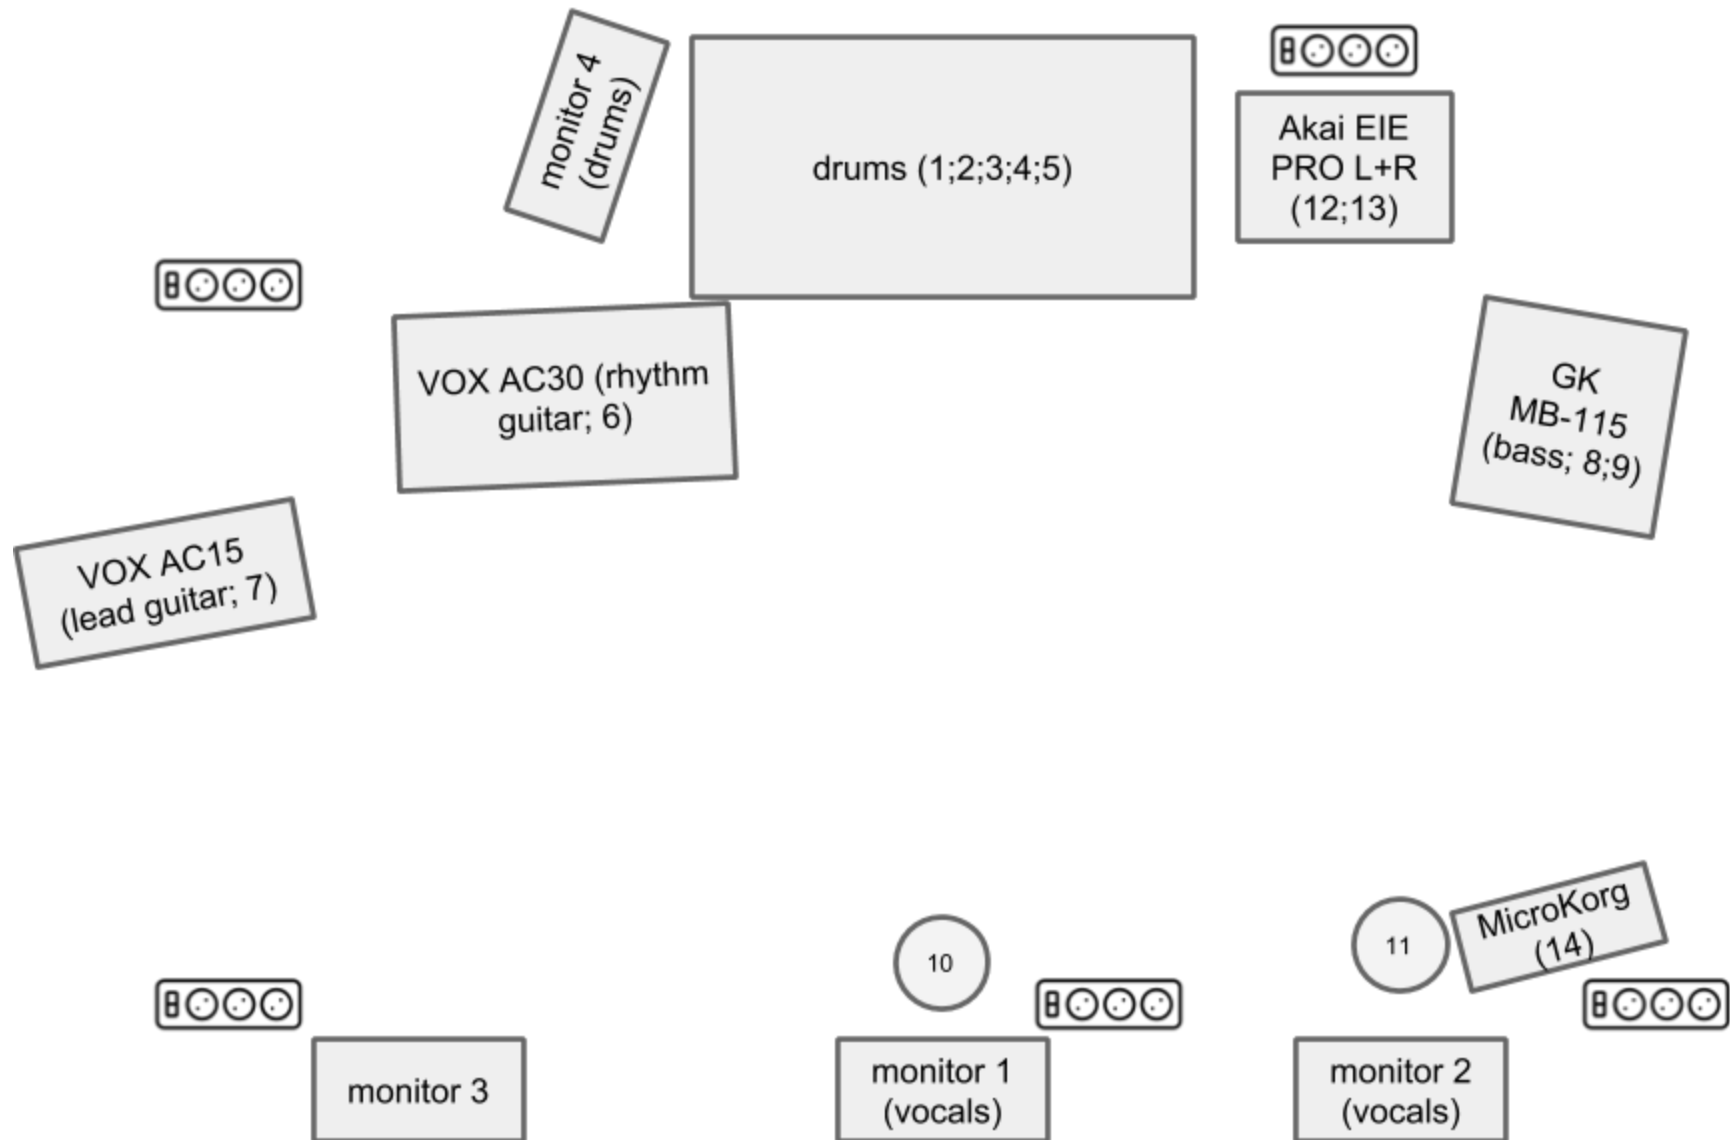 monitor 4
(drums)
drums (1;2;3;4;5)
Akai EIE
PRO L+R
(12;13)
VOX AC30 (rhythm
guitar; 6)
GK
MB-115
(bass; 8;9)
VOX AC15
(lead guitar; 7)
10
11
MicroKorg
(14)
monitor 3
monitor 1
(vocals)
monitor 2
(vocals)